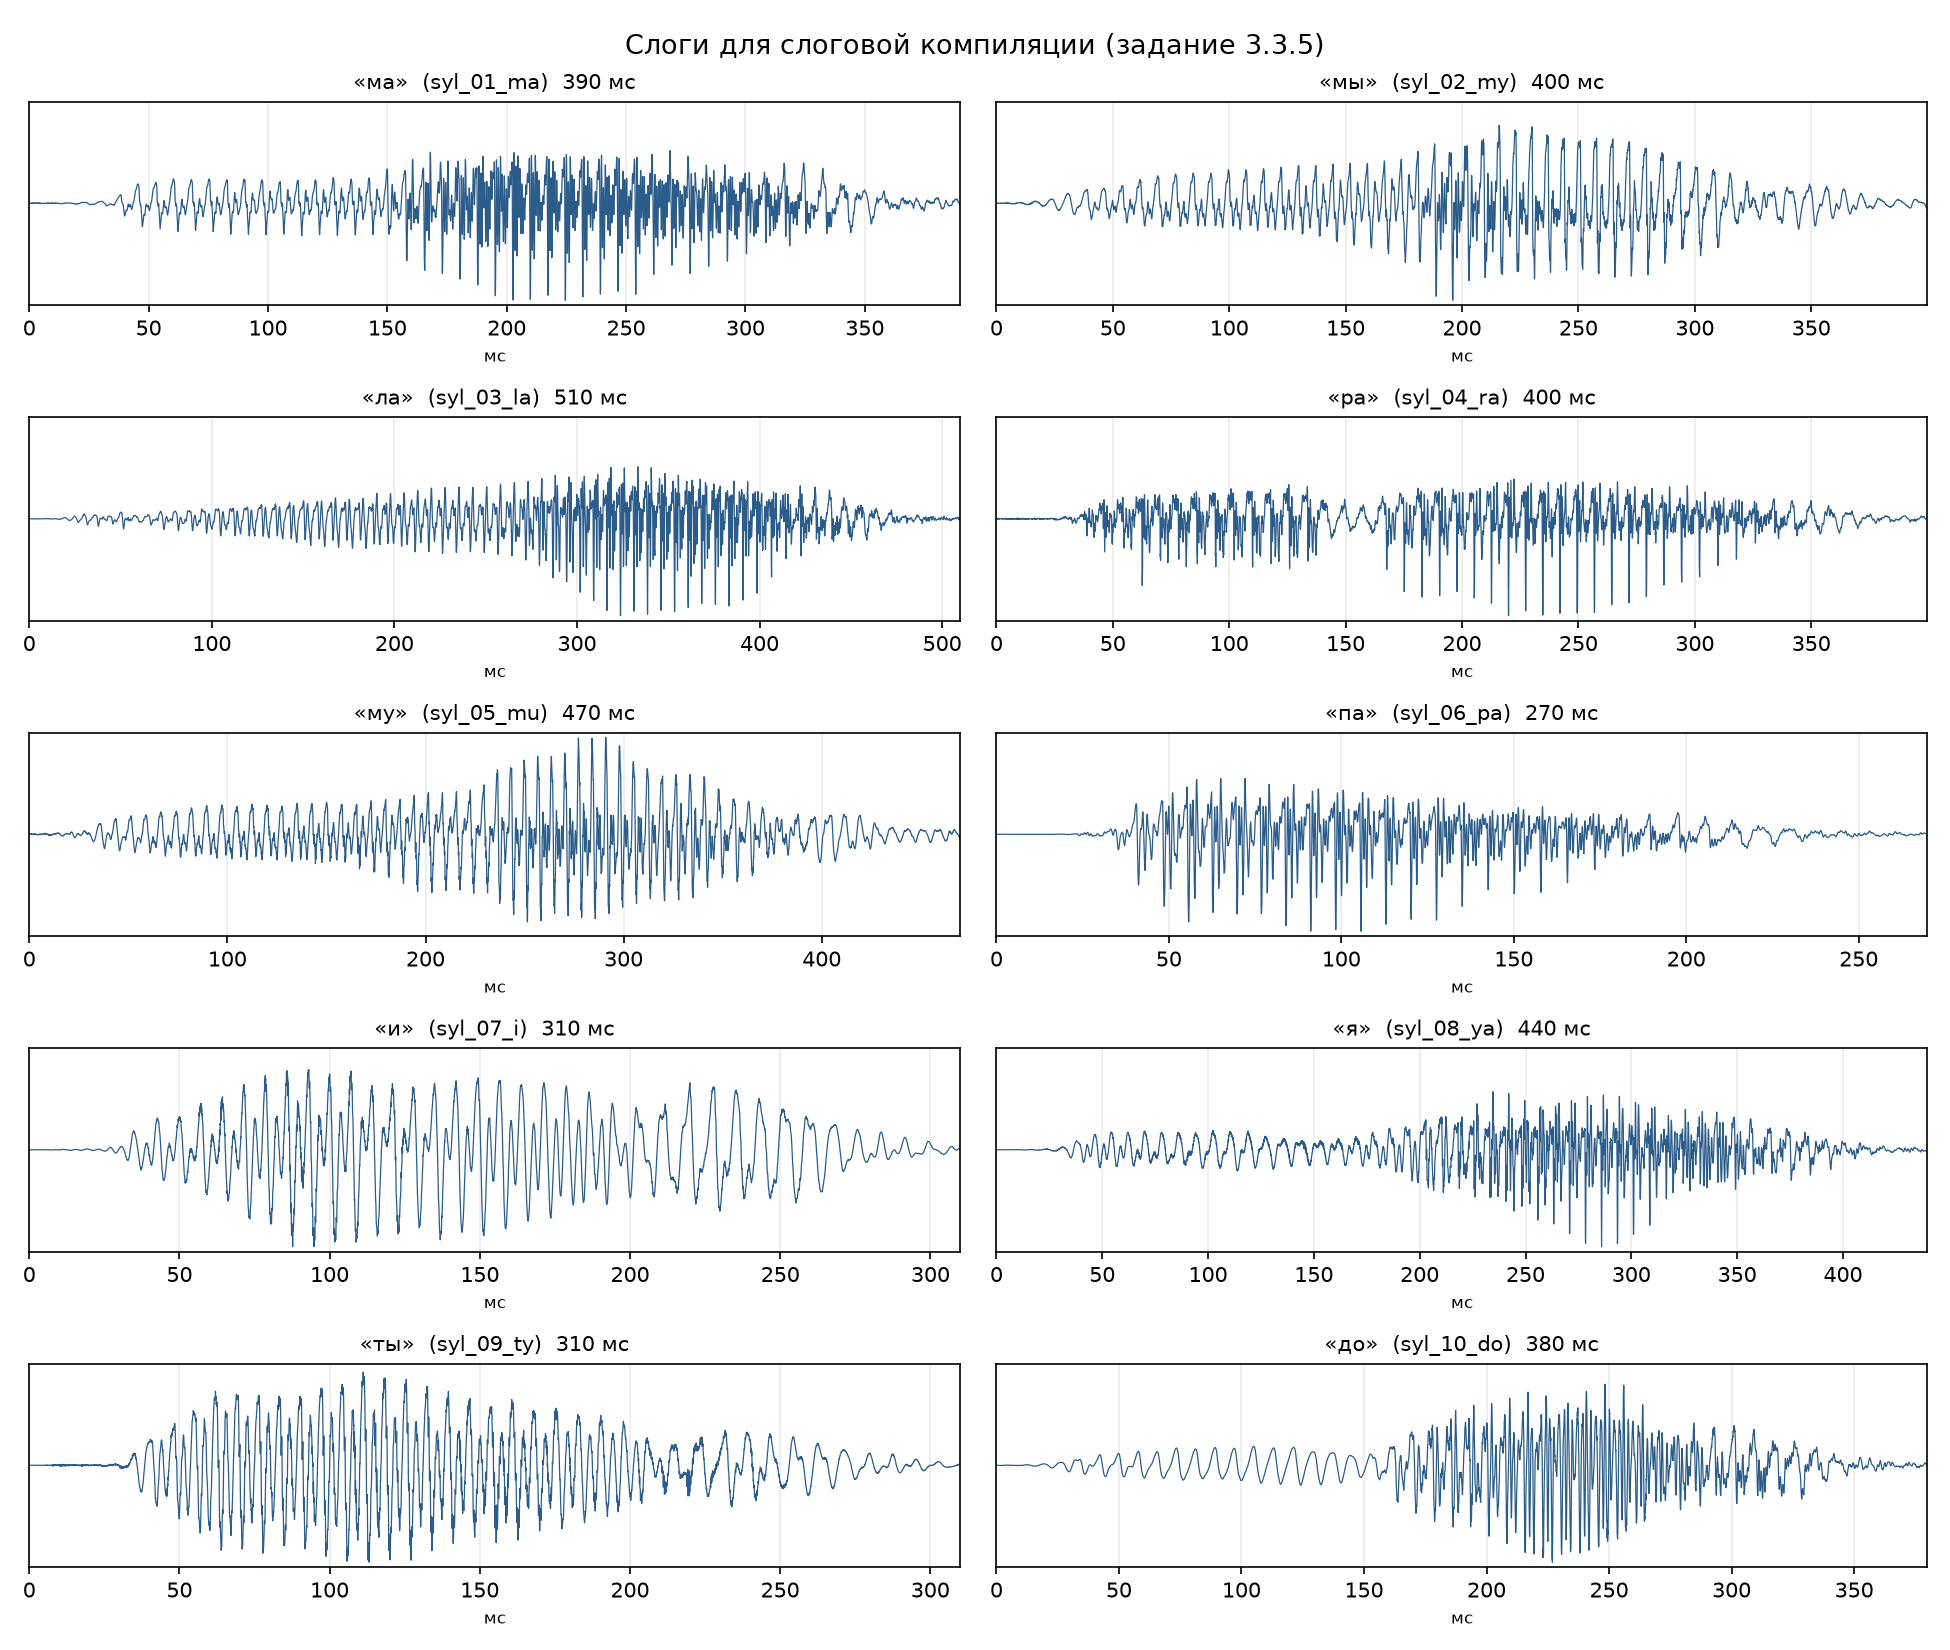 Слоги для слоговой компиляции (задание 3.3.5)
«ма» (syl_01_ma) 390 мс
0 50 100 150 200 250 300 350
мс
«мы» (syl_02_my) 400 мс
0 50 100 150 200 250 300 350
мс
«ла» (syl_03_la) 510 мс
0 100 200 300 400 500
мс
«ра» (syl_04_ra) 400 мс
0 50 100 150 200 250 300 350
мс
«му» (syl_05_mu) 470 мс
0 100 200 300 400
мс
«па» (syl_06_pa) 270 мс
0 50 100 150 200 250
мс
«и» (syl_07_i) 310 мс
0 50 100 150 200 250 300
мс
«я» (syl_08_ya) 440 мс
0 50 100 150 200 250 300 350 400
мс
«ты» (syl_09_ty) 310 мс
0 50 100 150 200 250 300
мс
«до» (syl_10_do) 380 мс
0 50 100 150 200 250 300 350
мс